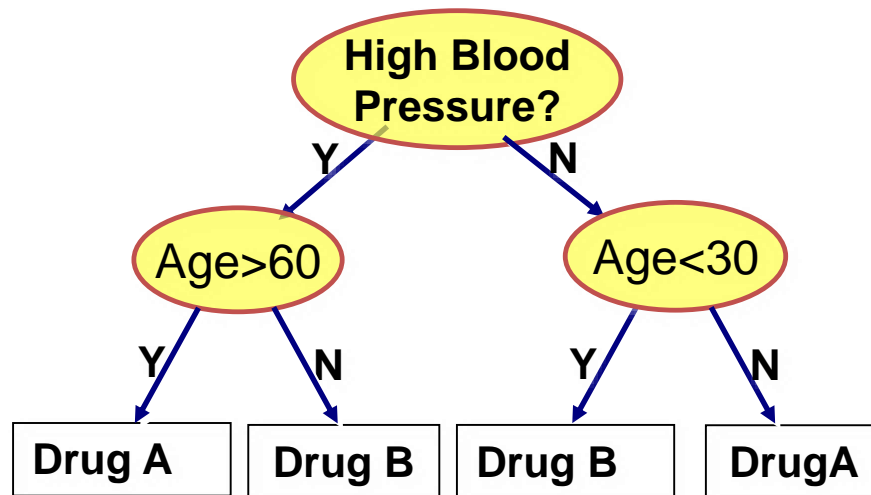 High Blood
Pressure?
Y
N
Age>60
Age<30
Y
N
Y
N
Drug A
Drug B
Drug B
DrugA